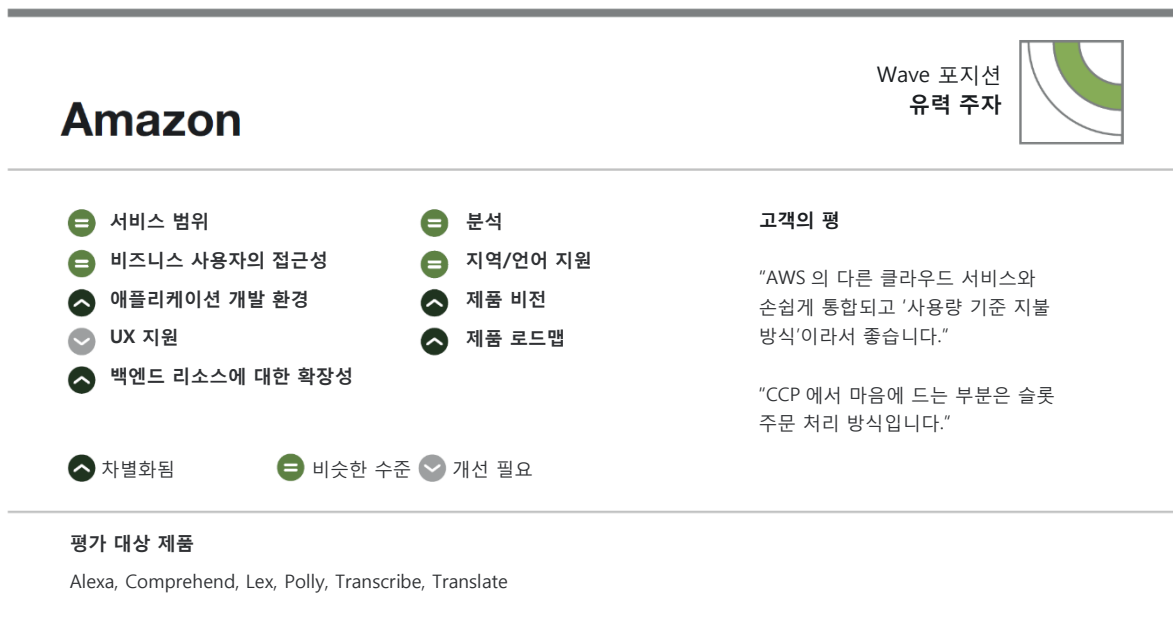 Wave 포지션
유력 주자
Amazon
서비스 범위
비즈니스 사용자의 접근성
애플리케이션 개발 환경
UX 지원
백엔드 리소스에 대한 확장성
분석
지역/언어 지원
제품 비전
제품 로드맵
고객의 평
“AWS 의 다른 클라우드 서비스와
손쉽게 통합되고 ‘사용량 기준 지불
방식’이라서 좋습니다.“
“CCP 에서 마음에 드는 부분은 슬롯
주문 처리 방식입니다.“
차별화됨
비슷한 수준
개선 필요
평가 대상 제품
Alexa, Comprehend, Lex, Polly, Transcribe, Translate